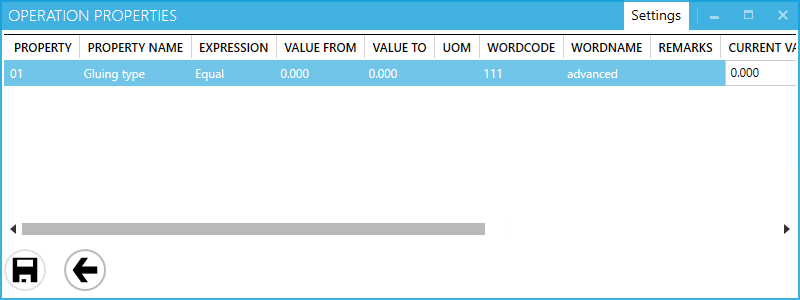 OPERATION PROPERTIES Settings
PROPERTY PROPERTY NAME EXPRESSION VALUE FROM VALUE TO UOM WORDCODE WORDNAME REMARKS CURRENT VA
01 Gluing type Equal 0.000 0.000 111 advanced 0.000